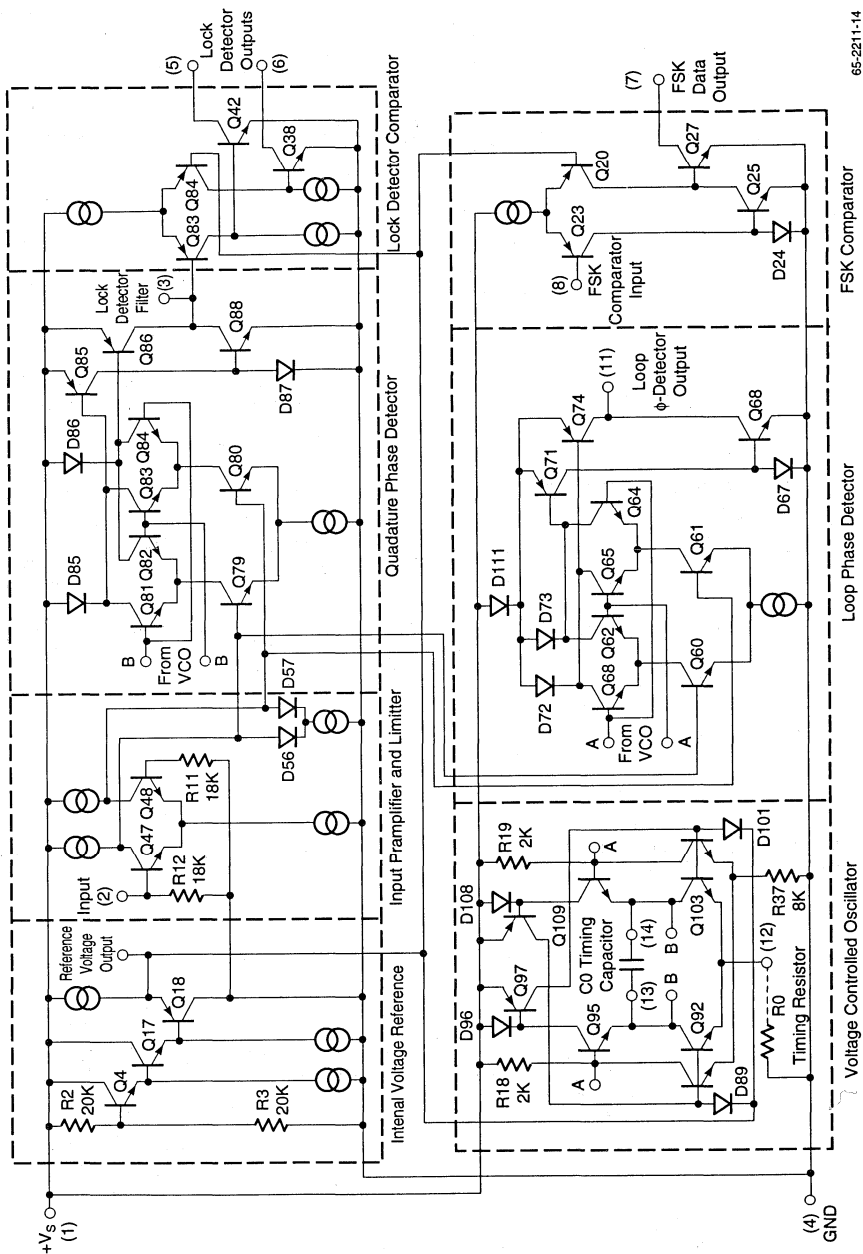 +VS
(1)
R2
20K
Q4
R3
20K
Q17
Q18
Reference
Voltage
Output
Intenal Voltage Reference
Input
(2)
Q47
Q48
R12
18K
R11
18K
D56
D57
Input Pramplifier and Limitter
B
From
VCO
B
D85
Q81
Q82
Q83
Q84
D86
Q79
Q80
Q85
Q86
Q88
D87
Lock
Detector
Filter
(3)
Quadature Phase Detector
Q83
Q84
Q42
Q38
Lock Detector Comparator
(5)
Lock
Detector
Outputs
(6)
R18
2K
D96
Q97
D108
Q109
R19
2K
A
Q95
C0 Timing
Capacitor
(13)
(14)
A
B
B
Q92
Q103
D89
D101
R37
8K
(12)
R0
Timing Resistor
Voltage Controlled Oscillator
A
From
VCO
A
D72
D73
D111
Q68
Q62
Q65
Q64
Q71
Q74
Q60
Q61
D67
Q68
(11)
Loop
ϕ-Detector
Output
Loop Phase Detector
(8)
FSK
Comparator
Input
Q23
Q20
D24
Q25
Q27
(7)
FSK
Data
Output
FSK Comparator
(4)
GND
65-2211-14